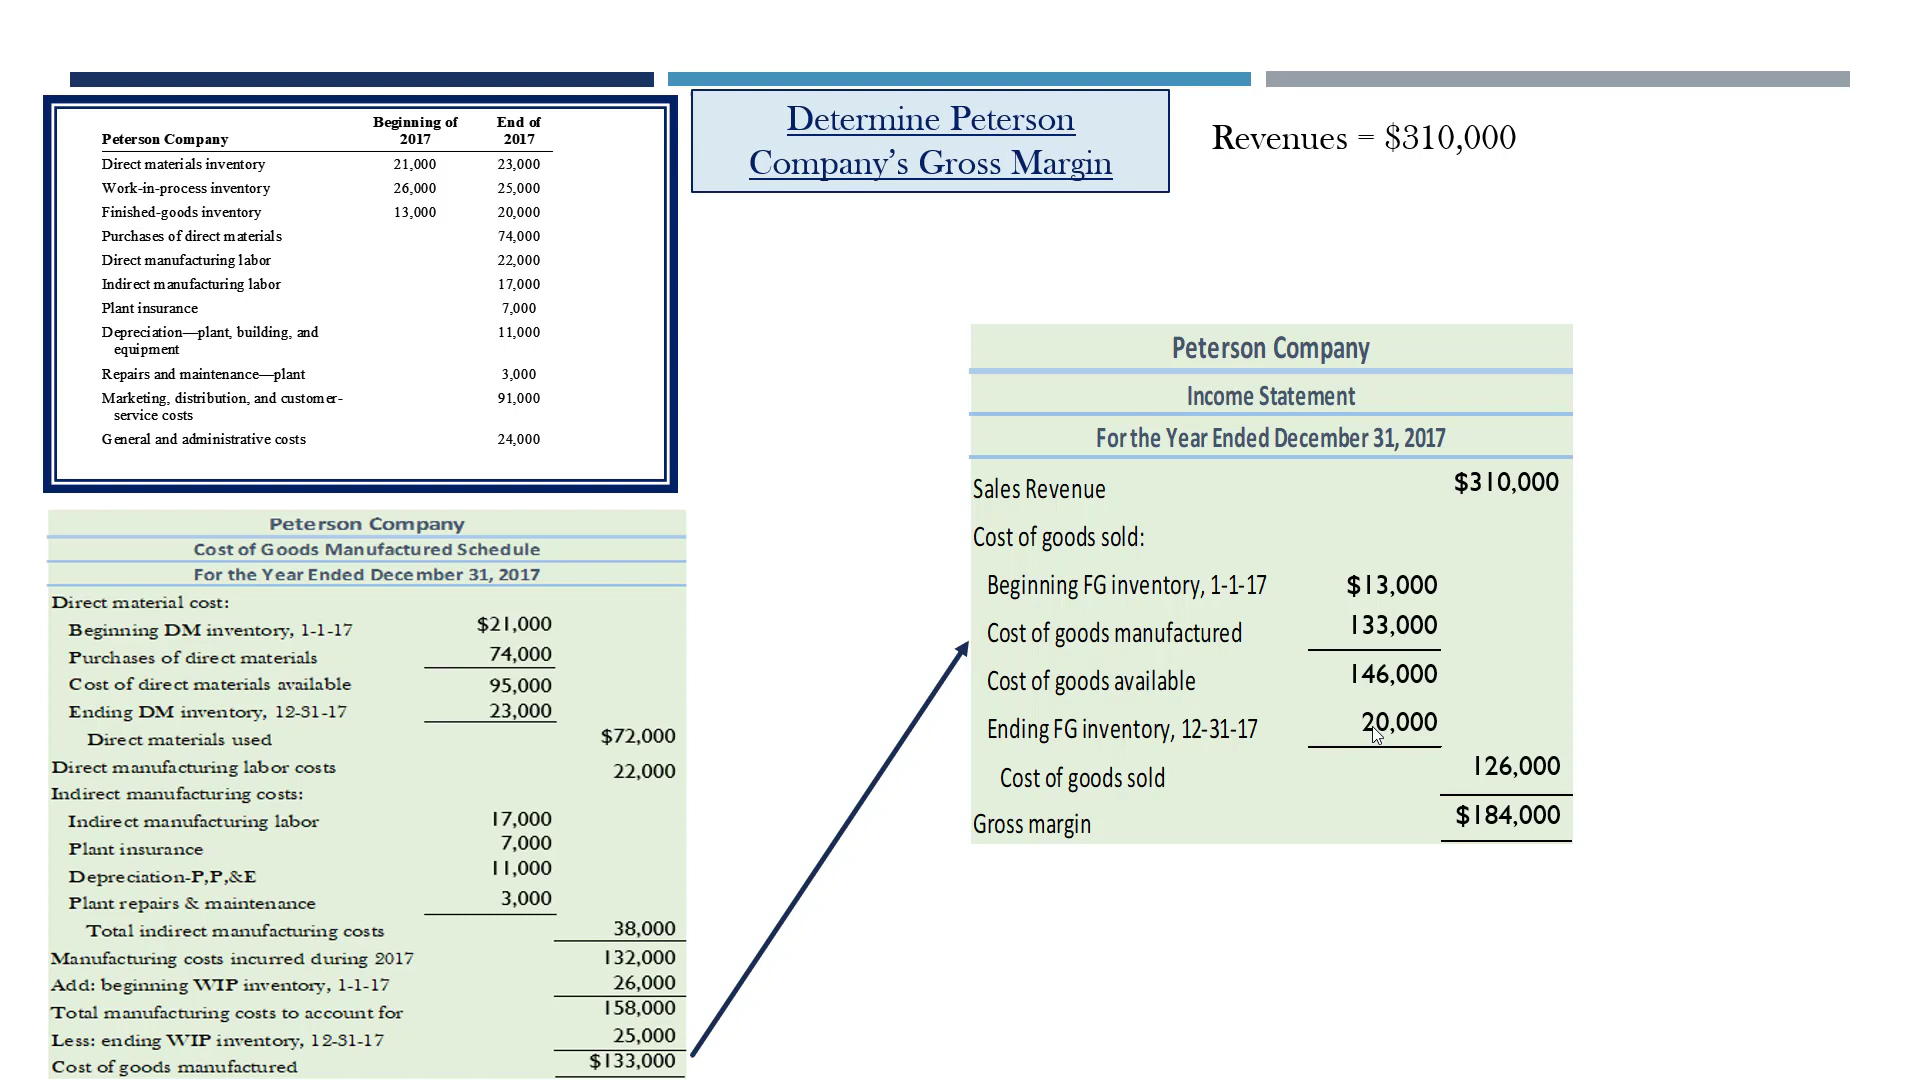 Determine Peterson
Company's Gross Margin
Revenues = $310,000
Peterson Company Beginning of 2017 End of 2017
Direct materials inventory 21,000 23,000
Work-in-process inventory 26,000 25,000
Finished-goods inventory 13,000 20,000
Purchases of direct materials 74,000
Direct manufacturing labor 22,000
Indirect manufacturing labor 17,000
Plant insurance 7,000
Depreciation—plant, building, and 11,000
equipment
Repairs and maintenance—plant 3,000
Marketing, distribution, and customer- 91,000
service costs
General and administrative costs 24,000
Peterson Company
Cost of Goods Manufactured Schedule
For the Year Ended December 31, 2017
Direct material cost:
Beginning DM inventory, 1-1-17 $21,000
Purchases of direct materials 74,000
Cost of direct materials available 95,000
Ending DM inventory, 12-31-17 23,000
Direct materials used $72,000
Direct manufacturing labor costs 22,000
Indirect manufacturing costs:
Indirect manufacturing labor 17,000
Plant insurance 7,000
Depreciation-P,P,&E 11,000
Plant repairs & maintenance 3,000
Total indirect manufacturing costs 38,000
Manufacturing costs incurred during 2017 132,000
Add: beginning WIP inventory, 1-1-17 26,000
Total manufacturing costs to account for 158,000
Less: ending WIP inventory, 12-31-17 25,000
Cost of goods manufactured $133,000
Peterson Company
Income Statement
For the Year Ended December 31, 2017
Sales Revenue $310,000
Cost of goods sold:
Beginning FG inventory, 1-1-17 $13,000
Cost of goods manufactured 133,000
Cost of goods available 146,000
Ending FG inventory, 12-31-17 20,000
Cost of goods sold 126,000
Gross margin $184,000